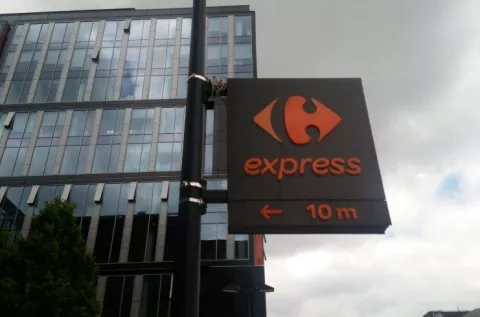 express
← 10 m